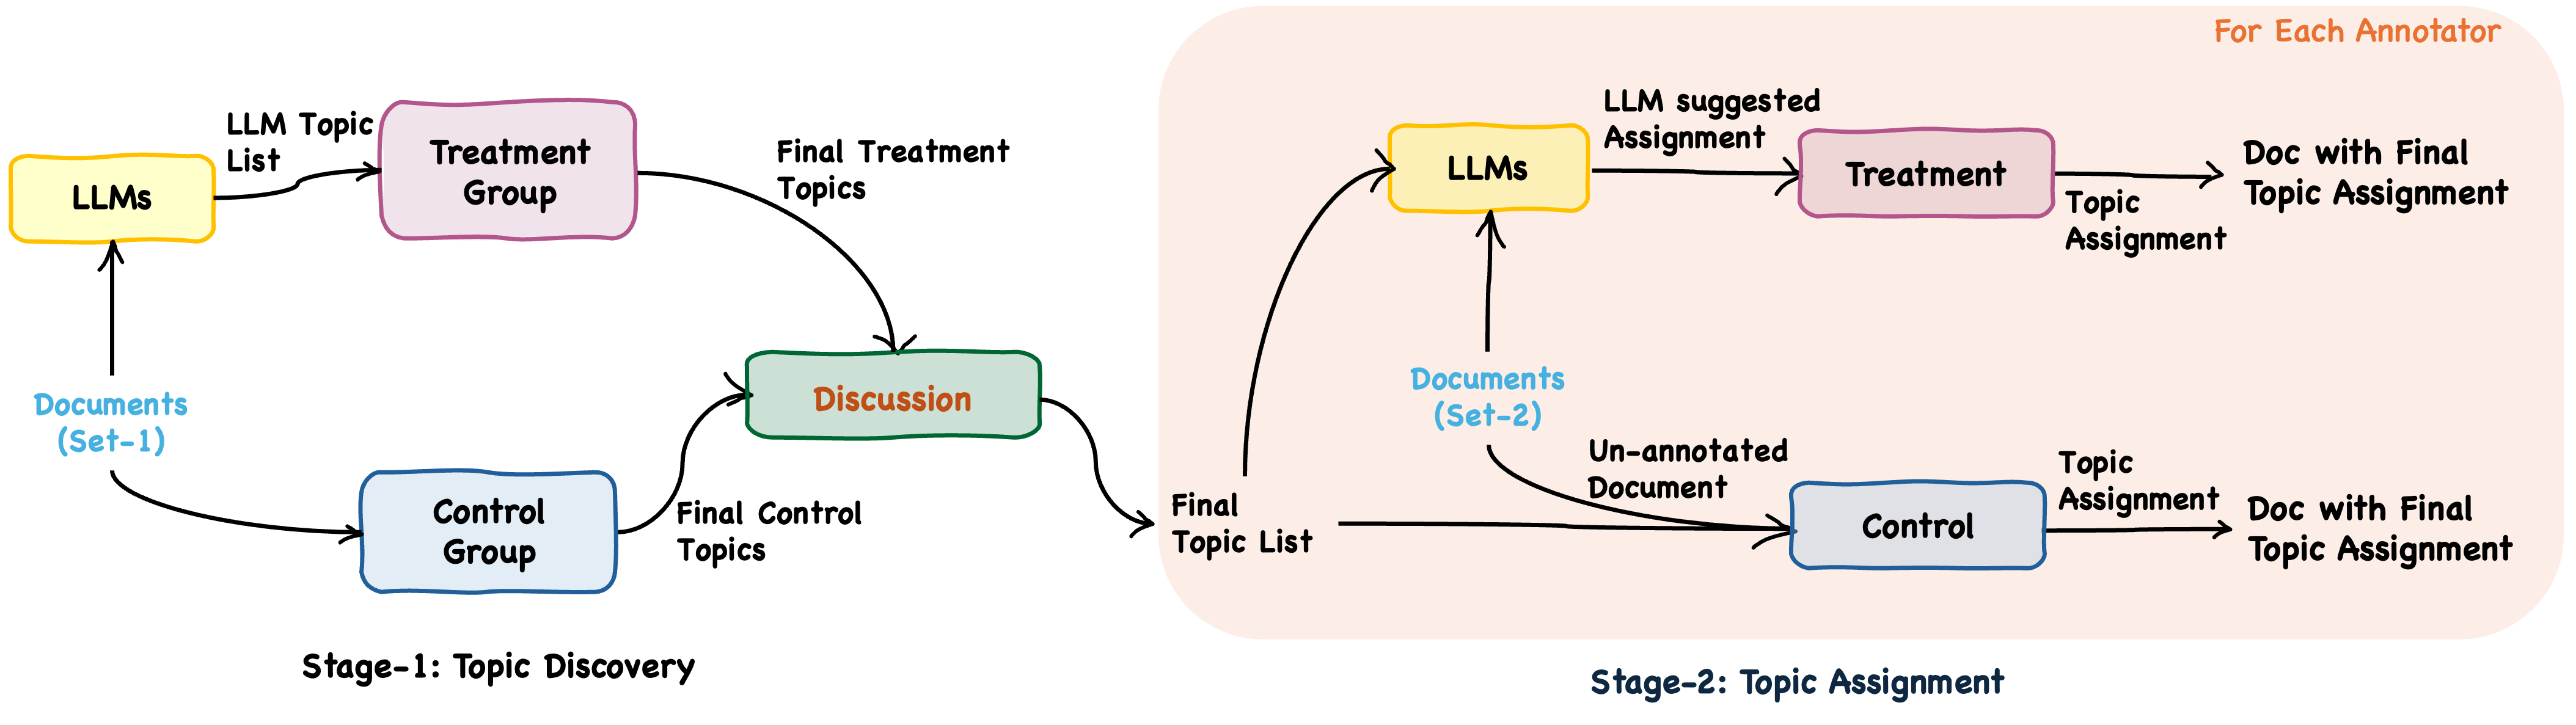 For Each Annotator
LLM Topic
List
Treatment
Group
LLMs
Final Treatment
Topics
Documents
(Set-1)
Discussion
Control
Group
Final Control
Topics
Stage-1: Topic Discovery
LLM suggested
Assignment
LLMs
Treatment
Topic
Assignment
Doc with Final
Topic Assignment
Documents
(Set-2)
Un-annotated
Document
Final
Topic List
Control
Topic
Assignment
Doc with Final
Topic Assignment
Stage-2: Topic Assignment